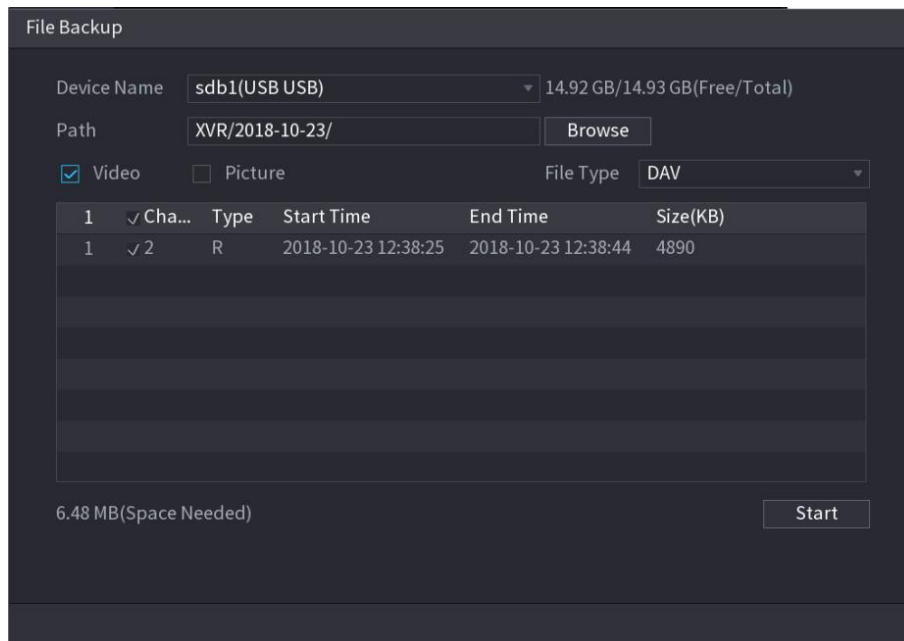 File Backup
Device Name sdb1(USB USB) 14.92 GB/14.93 GB(Free/Total)
Path XVR/2018-10-23/ Browse
Video Picture File Type DAV
1 Cha... Type Start Time End Time Size(KB)
1 2 R 2018-10-23 12:38:25 2018-10-23 12:38:44 4890
6.48 MB(Space Needed) Start